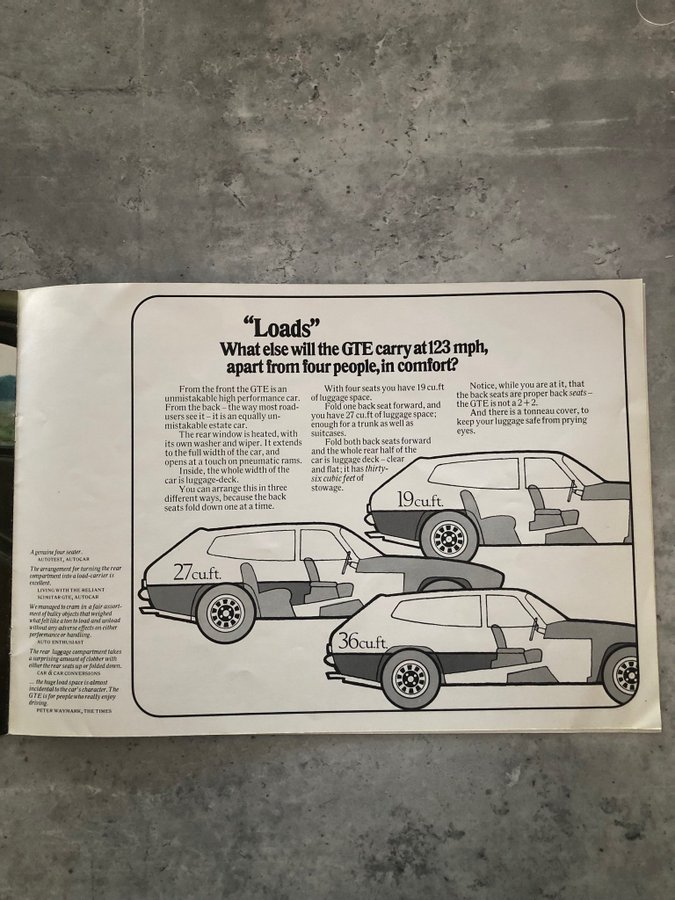 “Loads”
What else will the GTE carry at 123 mph,
apart from four people, in comfort?
From the front the GTE is an
unmistakable high performance car.
From the back – the way most road-
users see it – it is equally un-
mistakable estate car.
The rear window is heated, with
its own washer and wiper. It extends
to the full width of the car, and
opens at a touch on pneumatic rams.
Inside, the whole width of the
car is luggage-deck.
You can arrange this in three
different ways, because the back
seats fold down one at a time.
With four seats you have 19 cu.ft
of luggage space.
Fold one back seat forward, and
you have 27 cu.ft of luggage space;
enough for a trunk as well as
suitcases.
Fold both back seats forward
and the whole rear half of the
car is luggage deck – clear
and flat; it has thirty-
six cubic feet of
stowage.
Notice, while you are at it, that
the back seats are proper back seats –
the GTE is not a 2 + 2.
And there is a tonneau cover, to
keep your luggage safe from prying
eyes.
19cu.ft.
27cu.ft.
36cu.ft.
A genuine four seater.
AUTOTEST, AUTOCAR
The arrangement for turning the rear
compartment into a load-carrier is
excellent.
LIVING WITH THE RELIANT
SCIMITAR GTE, AUTOCAR
We managed to cram in a fair assort-
ment of bulky objects that weighed
what felt like a ton to load and unload
without any adverse effects on either
performance or handling.
AUTO ENTHUSIAST
The rear luggage compartment takes
a surprising amount of clobber with
either the rear seats up or folded down.
CAR & CAR CONVERSIONS
... the huge load space is almost
incidental to the car's character. The
GTE is for people who really enjoy
driving.
PETER WAYMARK, THE TIMES